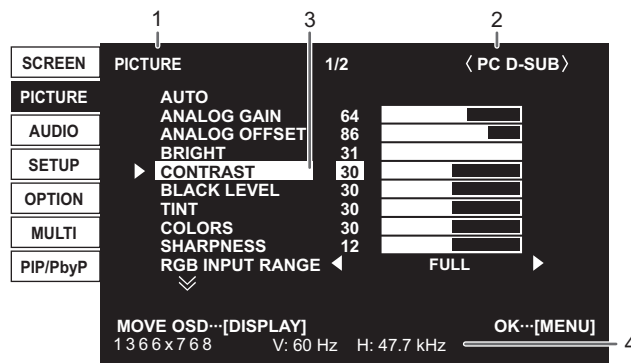 1 3 2
SCREEN PICTURE 1/2 〈 PC D-SUB〉
PICTURE AUTO
ANALOG GAIN 64
AUDIO ANALOG OFFSET 86
BRIGHT 31
SETUP CONTRAST 30
OPTION BLACK LEVEL 30
TINT 30
MULTI COLORS 30
SHARPNESS 12
PIP/PbyP RGB INPUT RANGE FULL
MOVE OSD···[DISPLAY] OK···[MENU]
1366x768 V: 60 Hz H: 47.7 kHz 4